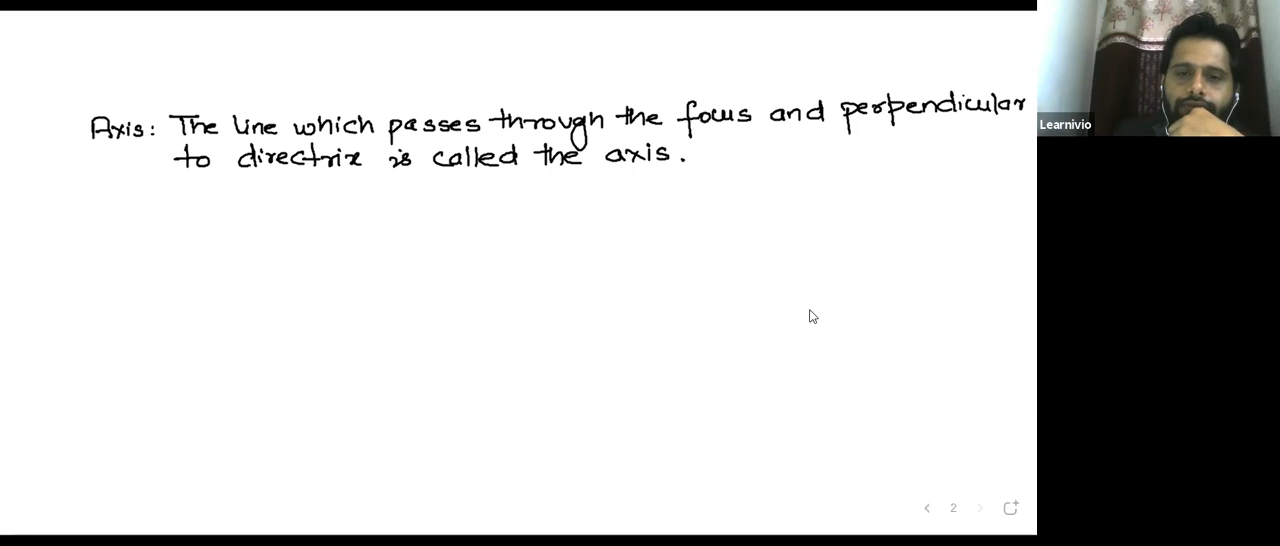 Axis: The line which passes through the focus and perpendicular
to directrix is called the axis.
Learnivio
2